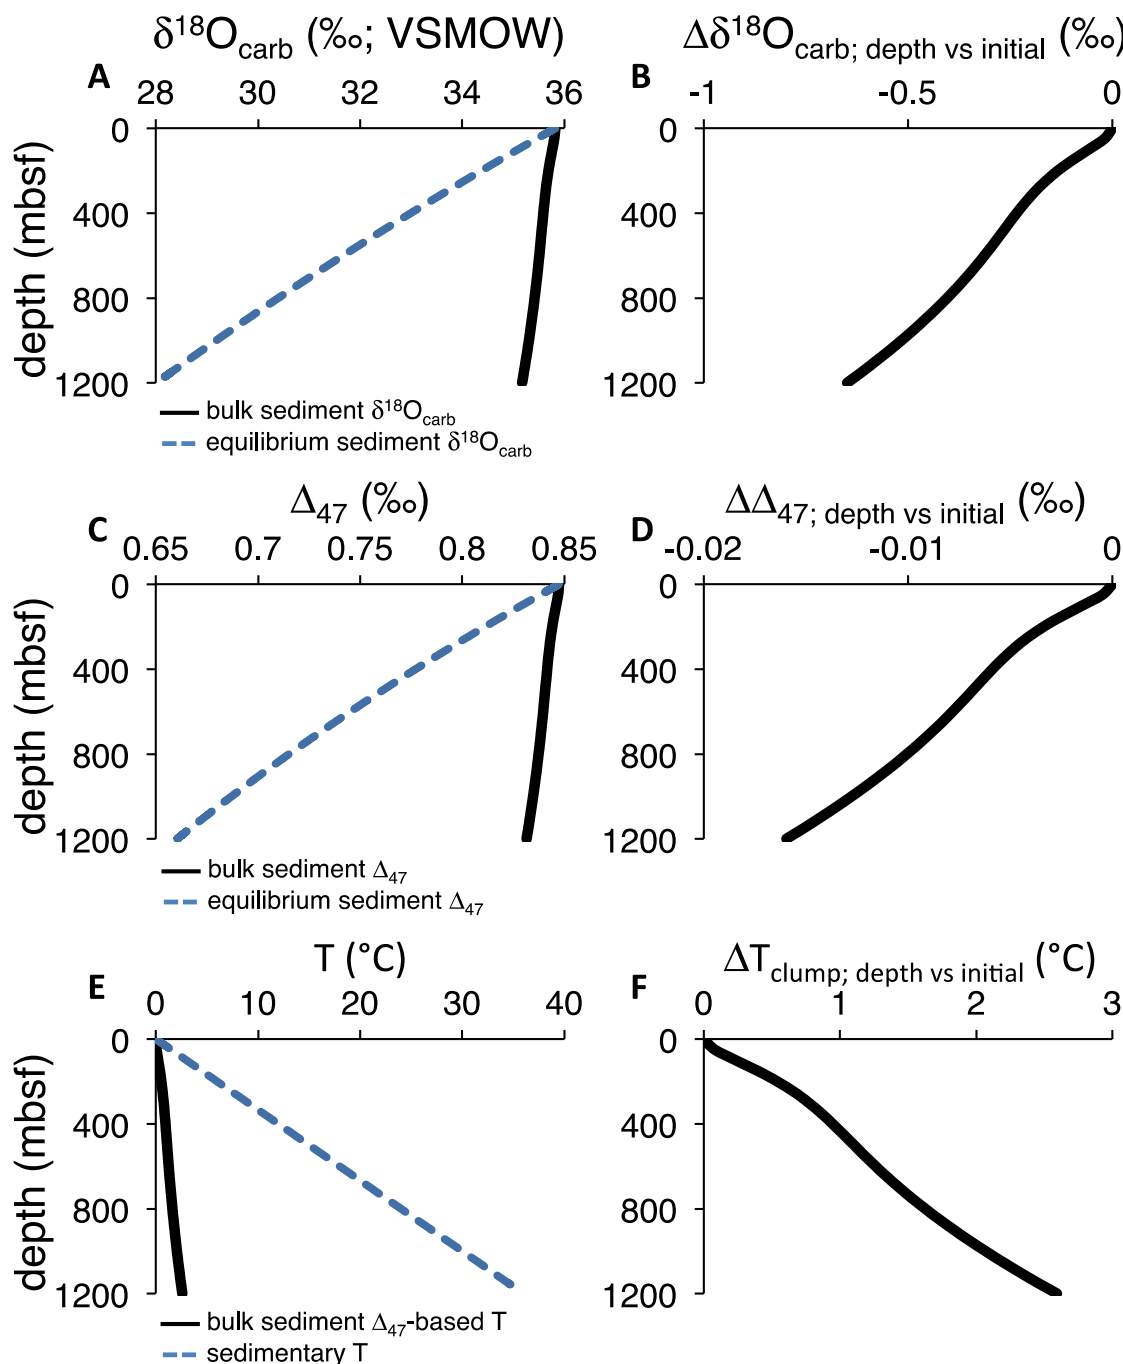 δ¹⁸Ocarb (‰; VSMOW)
A
28 30 32 34 36
0
400
800
1200
depth (mbsf)
bulk sediment δ¹⁸Ocarb
equilibrium sediment δ¹⁸Ocarb
Δδ¹⁸Ocarb; depth vs initial (‰)
B
-1 -0.5 0
0
400
800
1200
Δ47 (‰)
C
0.65 0.7 0.75 0.8 0.85
0
400
800
1200
depth (mbsf)
bulk sediment Δ47
equilibrium sediment Δ47
ΔΔ47; depth vs initial (‰)
D
-0.02 -0.01 0
0
400
800
1200
T (°C)
E
0 10 20 30 40
0
400
800
1200
depth (mbsf)
bulk sediment Δ47-based T
sedimentary T
ΔTclump; depth vs initial (°C)
F
0 1 2 3
0
400
800
1200